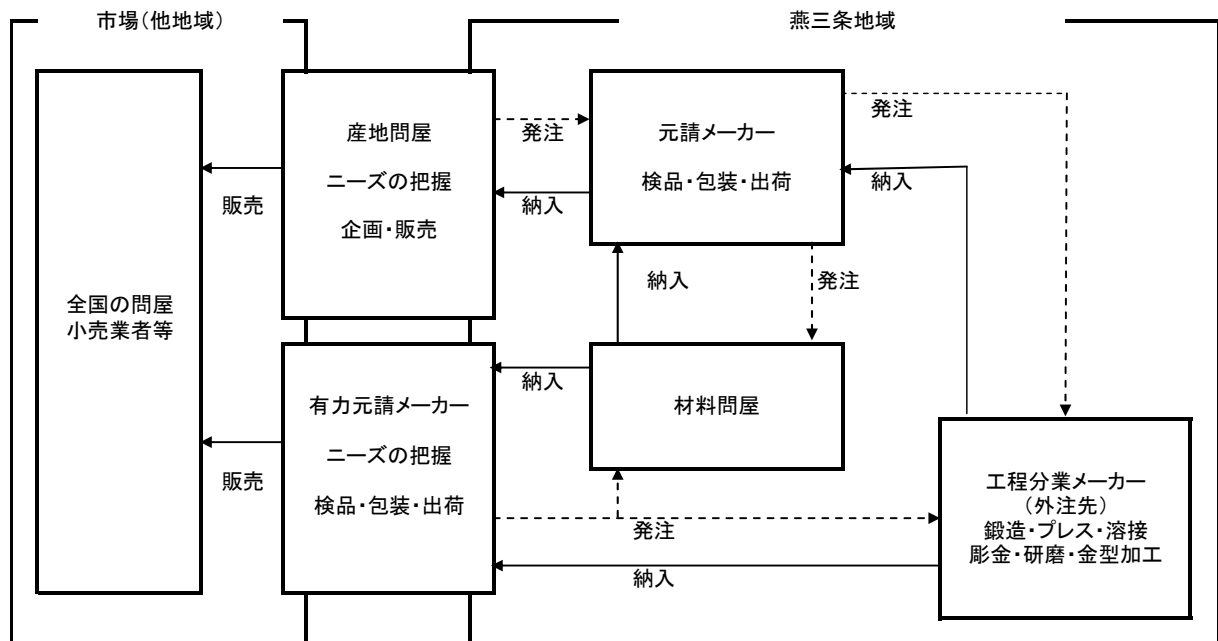 市場(他地域)
燕三条地域
産地問屋
ニーズの把握
企画・販売
発注
納入
元請メーカー
検品・包装・出荷
発注
納入
販売
納入
発注
全国の問屋
小売業者等
有力元請メーカー
ニーズの把握
検品・包装・出荷
納入
材料問屋
販売
発注
納入
工程分業メーカー
(外注先)
鍛造・プレス・溶接
彫金・研磨・金型加工